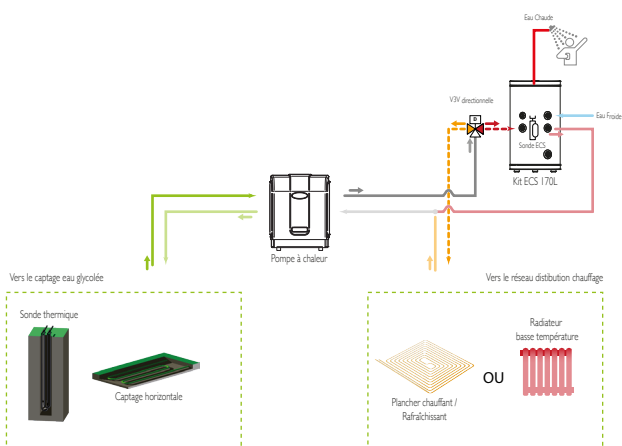 Eau Chaude
V3V directionnelle
D
Eau Froide
Sonde ECS
Kit ECS 170L
Pompe à chaleur
Vers le captage eau glycolée
Vers le réseau distibution chauffage
Sonde thermique
Captage horizontale
Radiateur
basse température
OU
Plancher chauffant /
Rafraîchissant